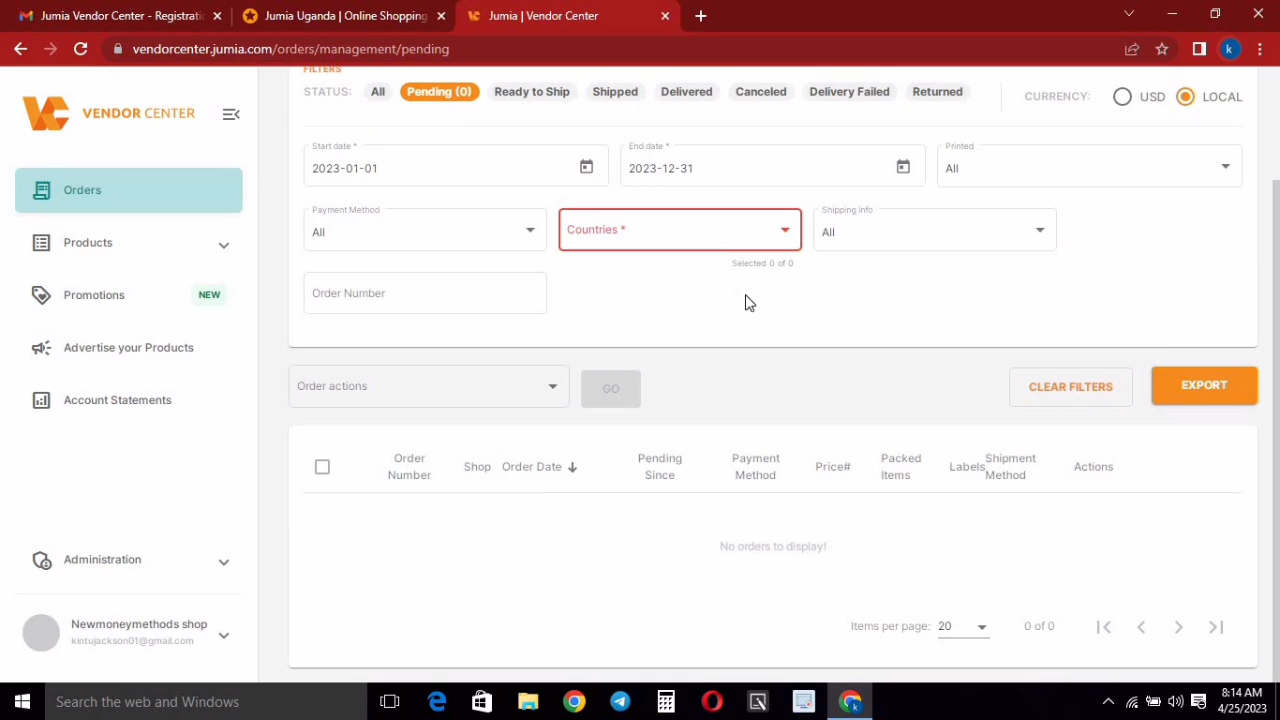 Jumia Vendor Center - Registrati
Jumia Uganda | Online Shopping
Jumia | Vendor Center
vendorcenter.jumia.com/orders/management/pending
k
FILTERS
STATUS: All Pending (0) Ready to Ship Shipped Delivered Canceled Delivery Failed Returned
CURRENCY: USD LOCAL
VENDOR CENTER
Orders
Products
Promotions NEW
Advertise your Products
Account Statements
Administration
Newmoneymethods shop
kintujackson01@gmail.com
Start date *
2023-01-01
End date *
2023-12-31
Printed
All
Payment Method
All
Countries *
Selected 0 of 0
Shipping Info
All
Order Number
Order actions
GO
CLEAR FILTERS
EXPORT
Order Number
Shop
Order Date
Pending Since
Payment Method
Price#
Packed Items
Labels
Shipment Method
Actions
No orders to display!
Items per page: 20
0 of 0
Search the web and Windows
8:14 AM
4/25/2023